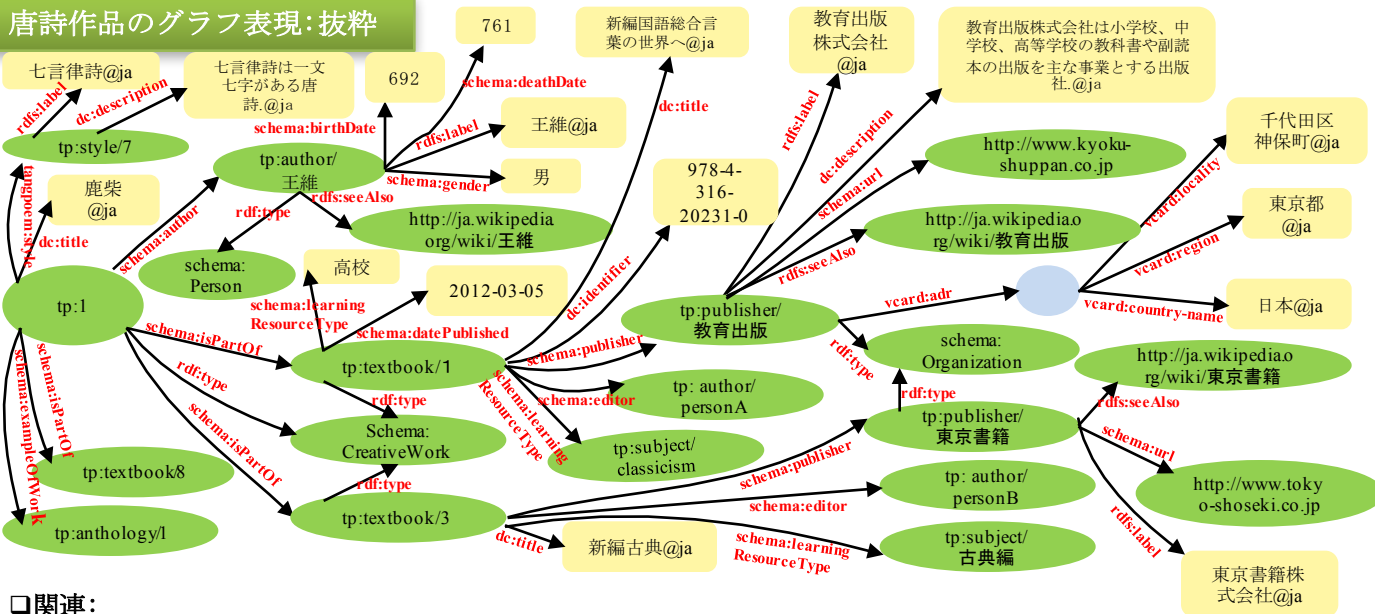 唐詩作品のグラフ表現：抜粋
七言律詩@ja
七言律詩は一文
七字がある唐
詩.@ja
rdfs:label
dc:description
tp:style/7
tangpoem:style
鹿柴
@ja
dc:title
schema:author
tp:1
692
761
schema:birthDate
schema:deathDate
rdfs:label
王維@ja
schema:gender
男
tp:author/
王維
rdf:type
rdfs:seeAlso
schema:
Person
http://ja.wikipedia
org/wiki/王維
高校
schema:learning
ResourceType
2012-03-05
schema:datePublished
schema:isPartOf
tp:textbook/1
rdf:type
rdf:type
Schema:
CreativeWork
schema:isPartOf
rdf:type
schema:isPartOf
tp:textbook/8
schema:exampleOfWork
tp:anthology/l
tp:textbook/3
dc:title
新編古典@ja
新編国語総合言
葉の世界へ@ja
dc:title
978-4-
316-
20231-0
dc:identifier
schema:publisher
schema:editor
tp: author/
personA
schema:learning
ResourceType
tp:subject/
classicism
教育出版
株式会社
@ja
rdfs:label
教育出版株式会社は小学校、中
学校、高等学校の教科書や副読
本の出版を主な事業とする出版
社.@ja
dc:description
schema:url
http://www.kyoku-
shuppan.co.jp
rdfs:seeAlso
http://ja.wikipedia.o
rg/wiki/教育出版
tp:publisher/
教育出版
vcard:adr
vcard:locality
千代田区
神保町@ja
vcard:region
東京都
@ja
vcard:country-name
日本@ja
rdf:type
schema:
Organization
rdf:type
tp:publisher/
東京書籍
schema:publisher
http://ja.wikipedia.o
rg/wiki/東京書籍
rdfs:seeAlso
schema:url
http://www.toky
o-shoseki.co.jp
rdfs:label
東京書籍株
式会社@ja
schema:editor
tp: author/
personB
schema:learning
ResourceType
tp:subject/
古典編
❑関連：